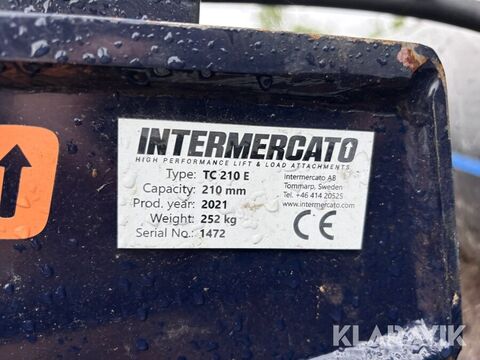 INTERMERCATO
HIGH PERFORMANCE LIFT & LOAD ATTACHMENTS
Type: TC 210 E
Capacity: 210 mm
Prod. year: 2021
Weight: 252 kg
Serial No.: 1472
Intermercato AB
Tommarp, Sweden
Tel. +46 414 20525
www.intermercato.com
CE
KLARAVIK.COM